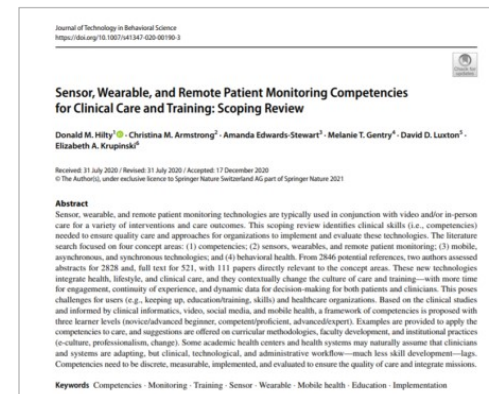 Journal of Technology in Behavioral Science
https://doi.org/10.1007/s41347-020-00190-3
Check for updates
Sensor, Wearable, and Remote Patient Monitoring Competencies
for Clinical Care and Training: Scoping Review
Donald M. Hilty1 · Christina M. Armstrong2 · Amanda Edwards-Stewart3 · Melanie T. Gentry4 · David D. Luxton5 ·
Elizabeth A. Krupinski6
Received: 31 July 2020 / Revised: 31 July 2020 / Accepted: 17 December 2020
© The Author(s), under exclusive licence to Springer Nature Switzerland AG part of Springer Nature 2021
Abstract
Sensor, wearable, and remote patient monitoring technologies are typically used in conjunction with video and/or in-person
care for a variety of interventions and care outcomes. This scoping review identifies clinical skills (i.e., competencies)
needed to ensure quality care and approaches for organizations to implement and evaluate these technologies. The literature
search focused on four concept areas: (1) competencies; (2) sensors, wearables, and remote patient monitoring; (3) mobile,
asynchronous, and synchronous technologies; and (4) behavioral health. From 2846 potential references, two authors assessed
abstracts for 2828 and, full text for 521, with 111 papers directly relevant to the concept areas. These new technologies
integrate health, lifestyle, and clinical care, and they contextually change the culture of care and training—with more time
for engagement, continuity of experience, and dynamic data for decision-making for both patients and clinicians. This poses
challenges for users (e.g., keeping up, education/training, skills) and healthcare organizations. Based on the clinical studies
and informed by clinical informatics, video, social media, and mobile health, a framework of competencies is proposed with
three learner levels (novice/advanced beginner, competent/proficient, advanced/expert). Examples are provided to apply the
competencies to care, and suggestions are offered on curricular methodologies, faculty development, and institutional practices
(e-culture, professionalism, change). Some academic health centers and health systems may naturally assume that clinicians
and systems are adapting, but clinical, technological, and administrative workflow—much less skill development—lags.
Competencies need to be discrete, measurable, implemented, and evaluated to ensure the quality of care and integrate missions.
Keywords Competencies · Monitoring · Training · Sensor · Wearable · Mobile health · Education · Implementation